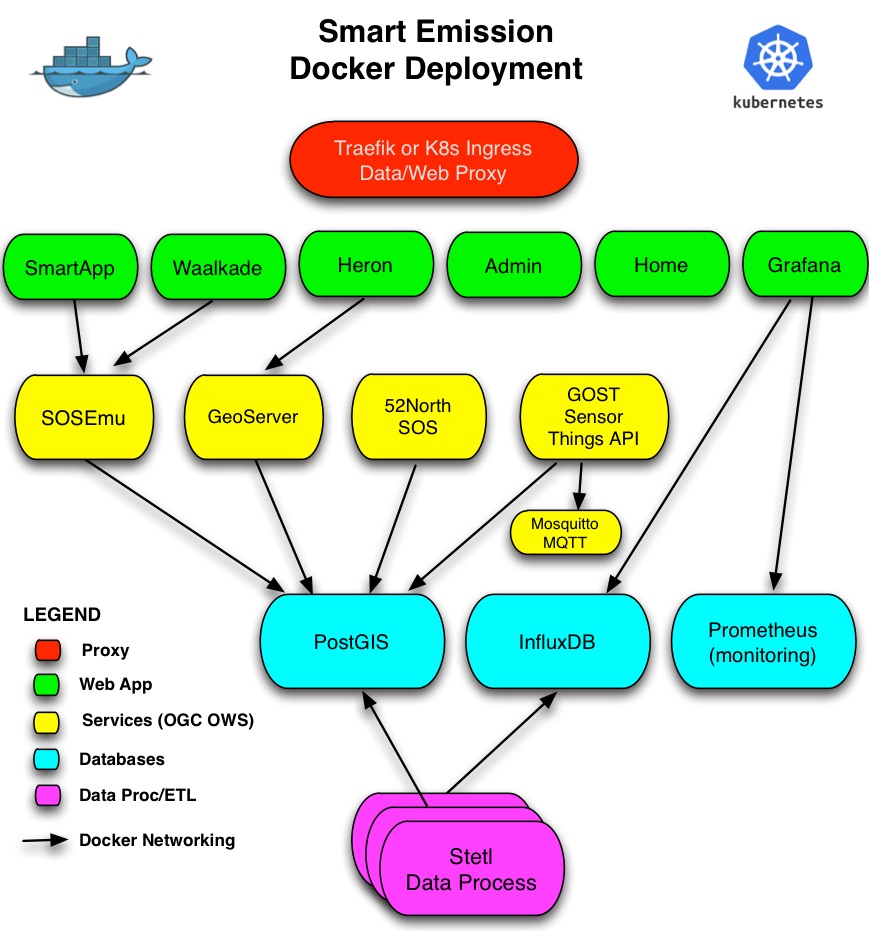 Smart Emission
Docker Deployment
kubernetes
Traefik or K8s Ingress
Data/Web Proxy
SmartApp
Waalkade
Heron
Admin
Home
Grafana
SOSEmu
GeoServer
52North
SOS
GOST
Sensor
Things API
Mosquitto
MQTT
PostGIS
InfluxDB
Prometheus
(monitoring)
LEGEND
Proxy
Web App
Services (OGC OWS)
Databases
Data Proc/ETL
Docker Networking
Stetl
Data Process